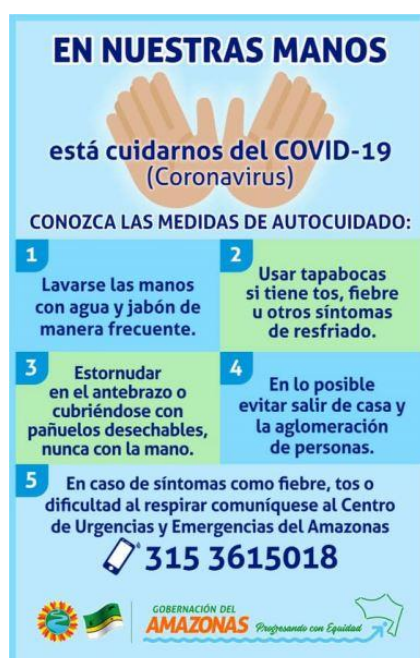 EN NUESTRAS MANOS
está cuidarnos del COVID-19
(Coronavirus)
CONOZCA LAS MEDIDAS DE AUTOCUIDADO:
1
Lavarse las manos
con agua y jabón de
manera frecuente.
2
Usar tapabocas
si tiene tos, fiebre
u otros síntomas
de resfriado.
3
Estornudar
en el antebrazo o
cubriéndose con
pañuelos desechables,
nunca con la mano.
4
En lo posible
evitar salir de casa y
la aglomeración
de personas.
5
En caso de síntomas como fiebre, tos o
dificultad al respirar comuníquese al Centro
de Urgencias y Emergencias del Amazonas
315 3615018
GOBERNACIÓN DEL
AMAZONAS
Progresando con Equidad